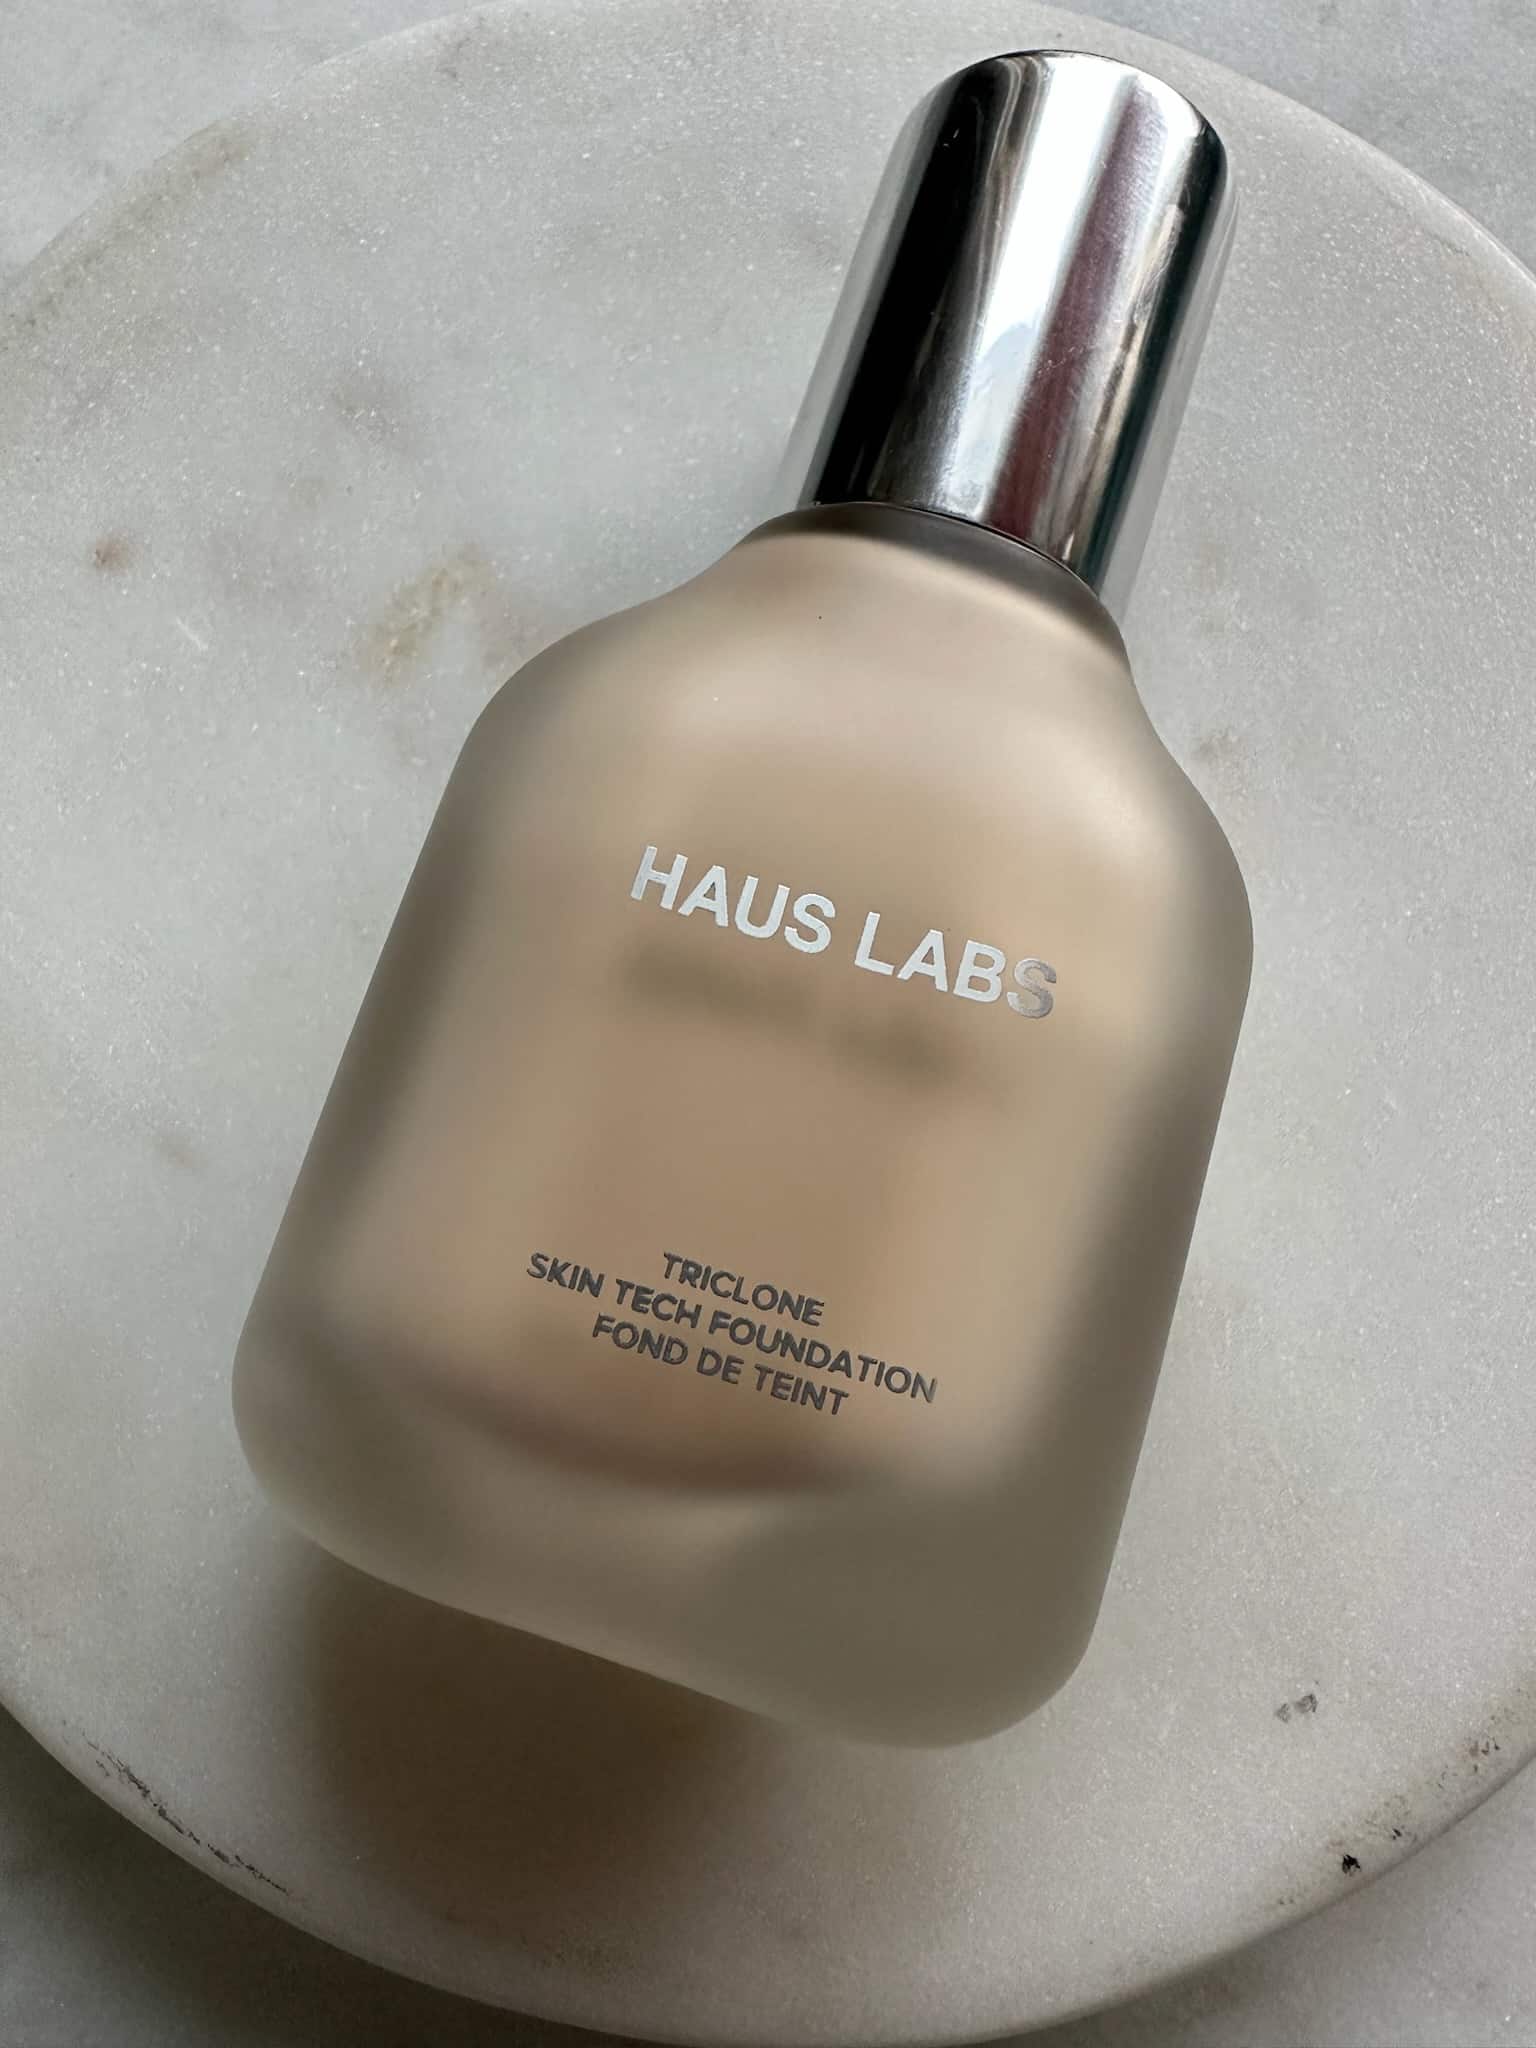 HAUS LABS
TRICLONE
SKIN TECH FOUNDATION
FOND DE TEINT